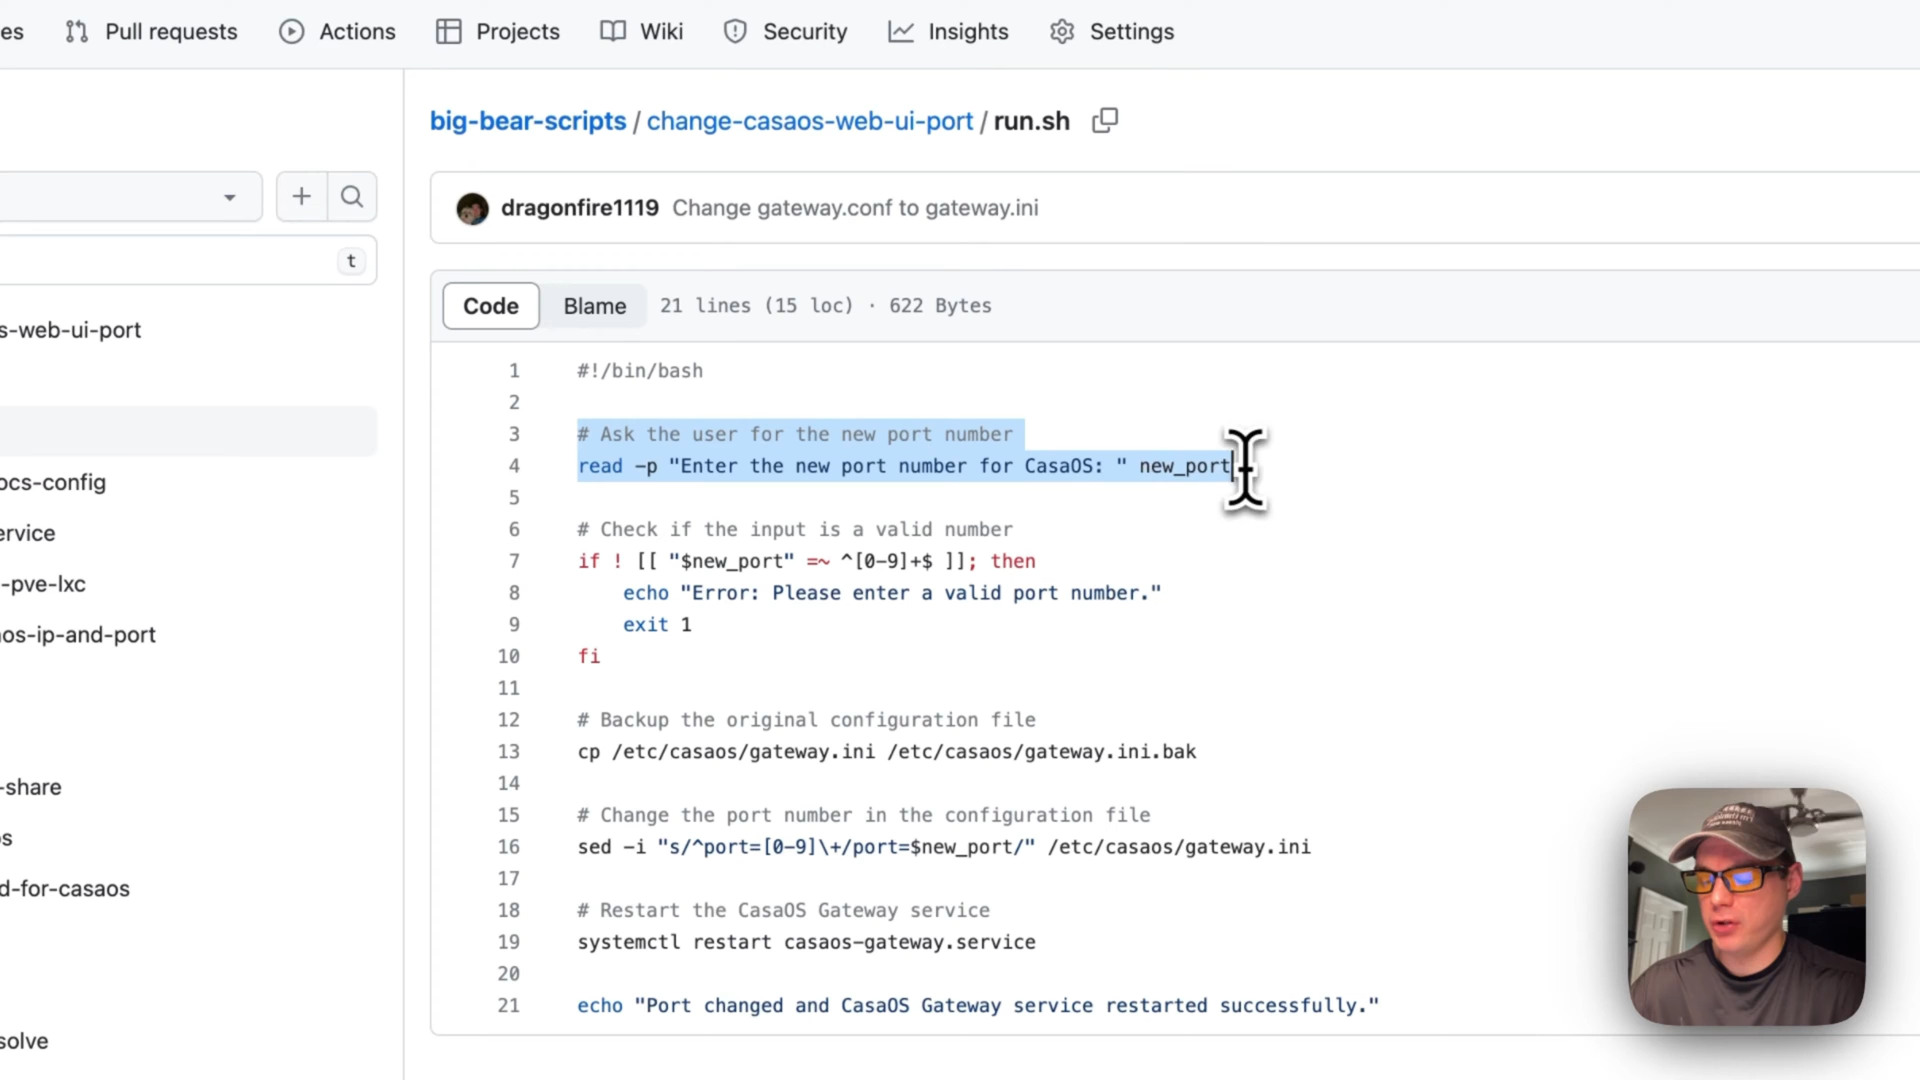 es Pull requests Actions Projects Wiki Security Insights Settings
big-bear-scripts / change-casaos-web-ui-port / run.sh
dragonfire1119 Change gateway.conf to gateway.ini
t
Code Blame 21 lines (15 loc) · 622 Bytes
s-web-ui-port
ocs-config
ervice
-pve-lxc
aos-ip-and-port
-share
os
d-for-casaos
solve
1 #!/bin/bash
2
3 # Ask the user for the new port number
4 read -p "Enter the new port number for CasaOS: " new_port
5
6 # Check if the input is a valid number
7 if ! [[ "$new_port" =~ ^[0-9]+$ ]]; then
8 echo "Error: Please enter a valid port number."
9 exit 1
10 fi
11
12 # Backup the original configuration file
13 cp /etc/casaos/gateway.ini /etc/casaos/gateway.ini.bak
14
15 # Change the port number in the configuration file
16 sed -i "s/^port=[0-9]\+/port=$new_port/" /etc/casaos/gateway.ini
17
18 # Restart the CasaOS Gateway service
19 systemctl restart casaos-gateway.service
20
21 echo "Port changed and CasaOS Gateway service restarted successfully."